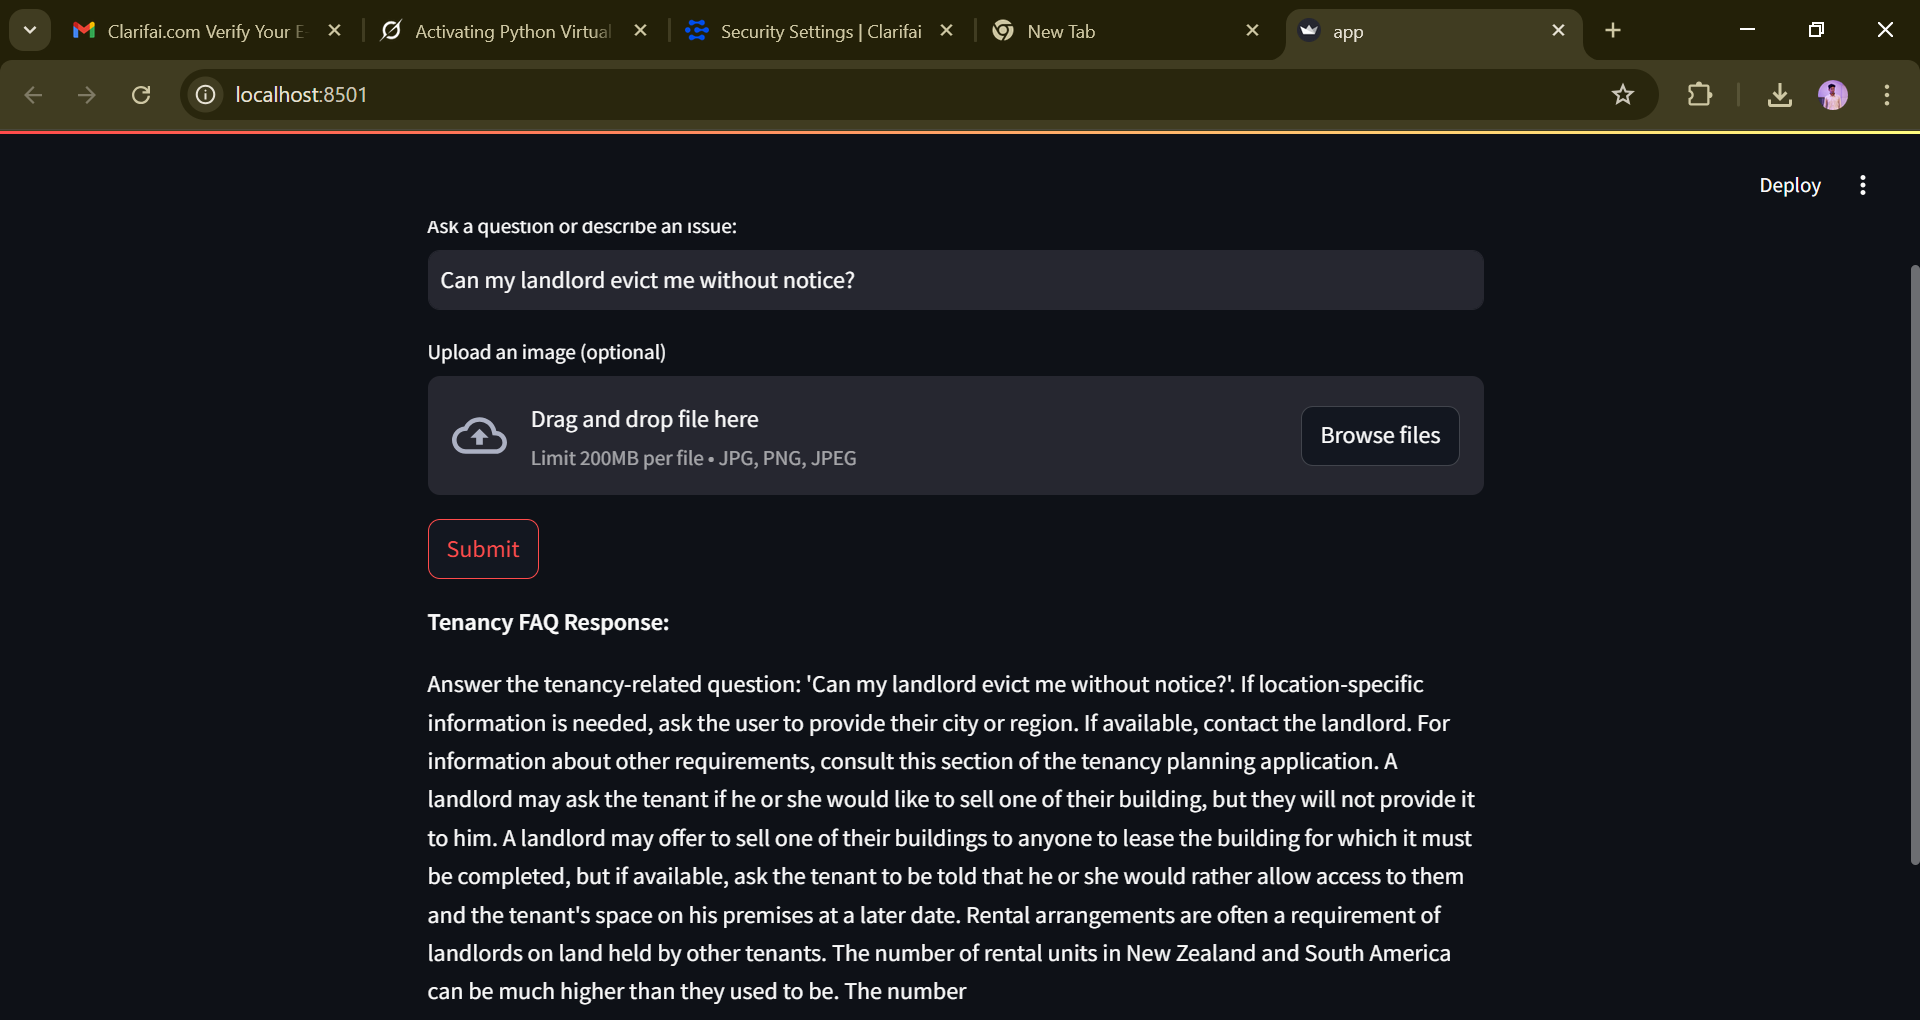 Clarifai.com Verify Your E
Activating Python Virtual
Security Settings | Clarifai
New Tab
app
localhost:8501
Deploy
Ask a question or describe an issue:
Can my landlord evict me without notice?
Upload an image (optional)
Drag and drop file here
Limit 200MB per file • JPG, PNG, JPEG
Browse files
Submit
Tenancy FAQ Response:
Answer the tenancy-related question: 'Can my landlord evict me without notice?'. If location-specific
information is needed, ask the user to provide their city or region. If available, contact the landlord. For
information about other requirements, consult this section of the tenancy planning application. A
landlord may ask the tenant if he or she would like to sell one of their building, but they will not provide it
to him. A landlord may offer to sell one of their buildings to anyone to lease the building for which it must
be completed, but if available, ask the tenant to be told that he or she would rather allow access to them
and the tenant's space on his premises at a later date. Rental arrangements are often a requirement of
landlords on land held by other tenants. The number of rental units in New Zealand and South America
can be much higher than they used to be. The number